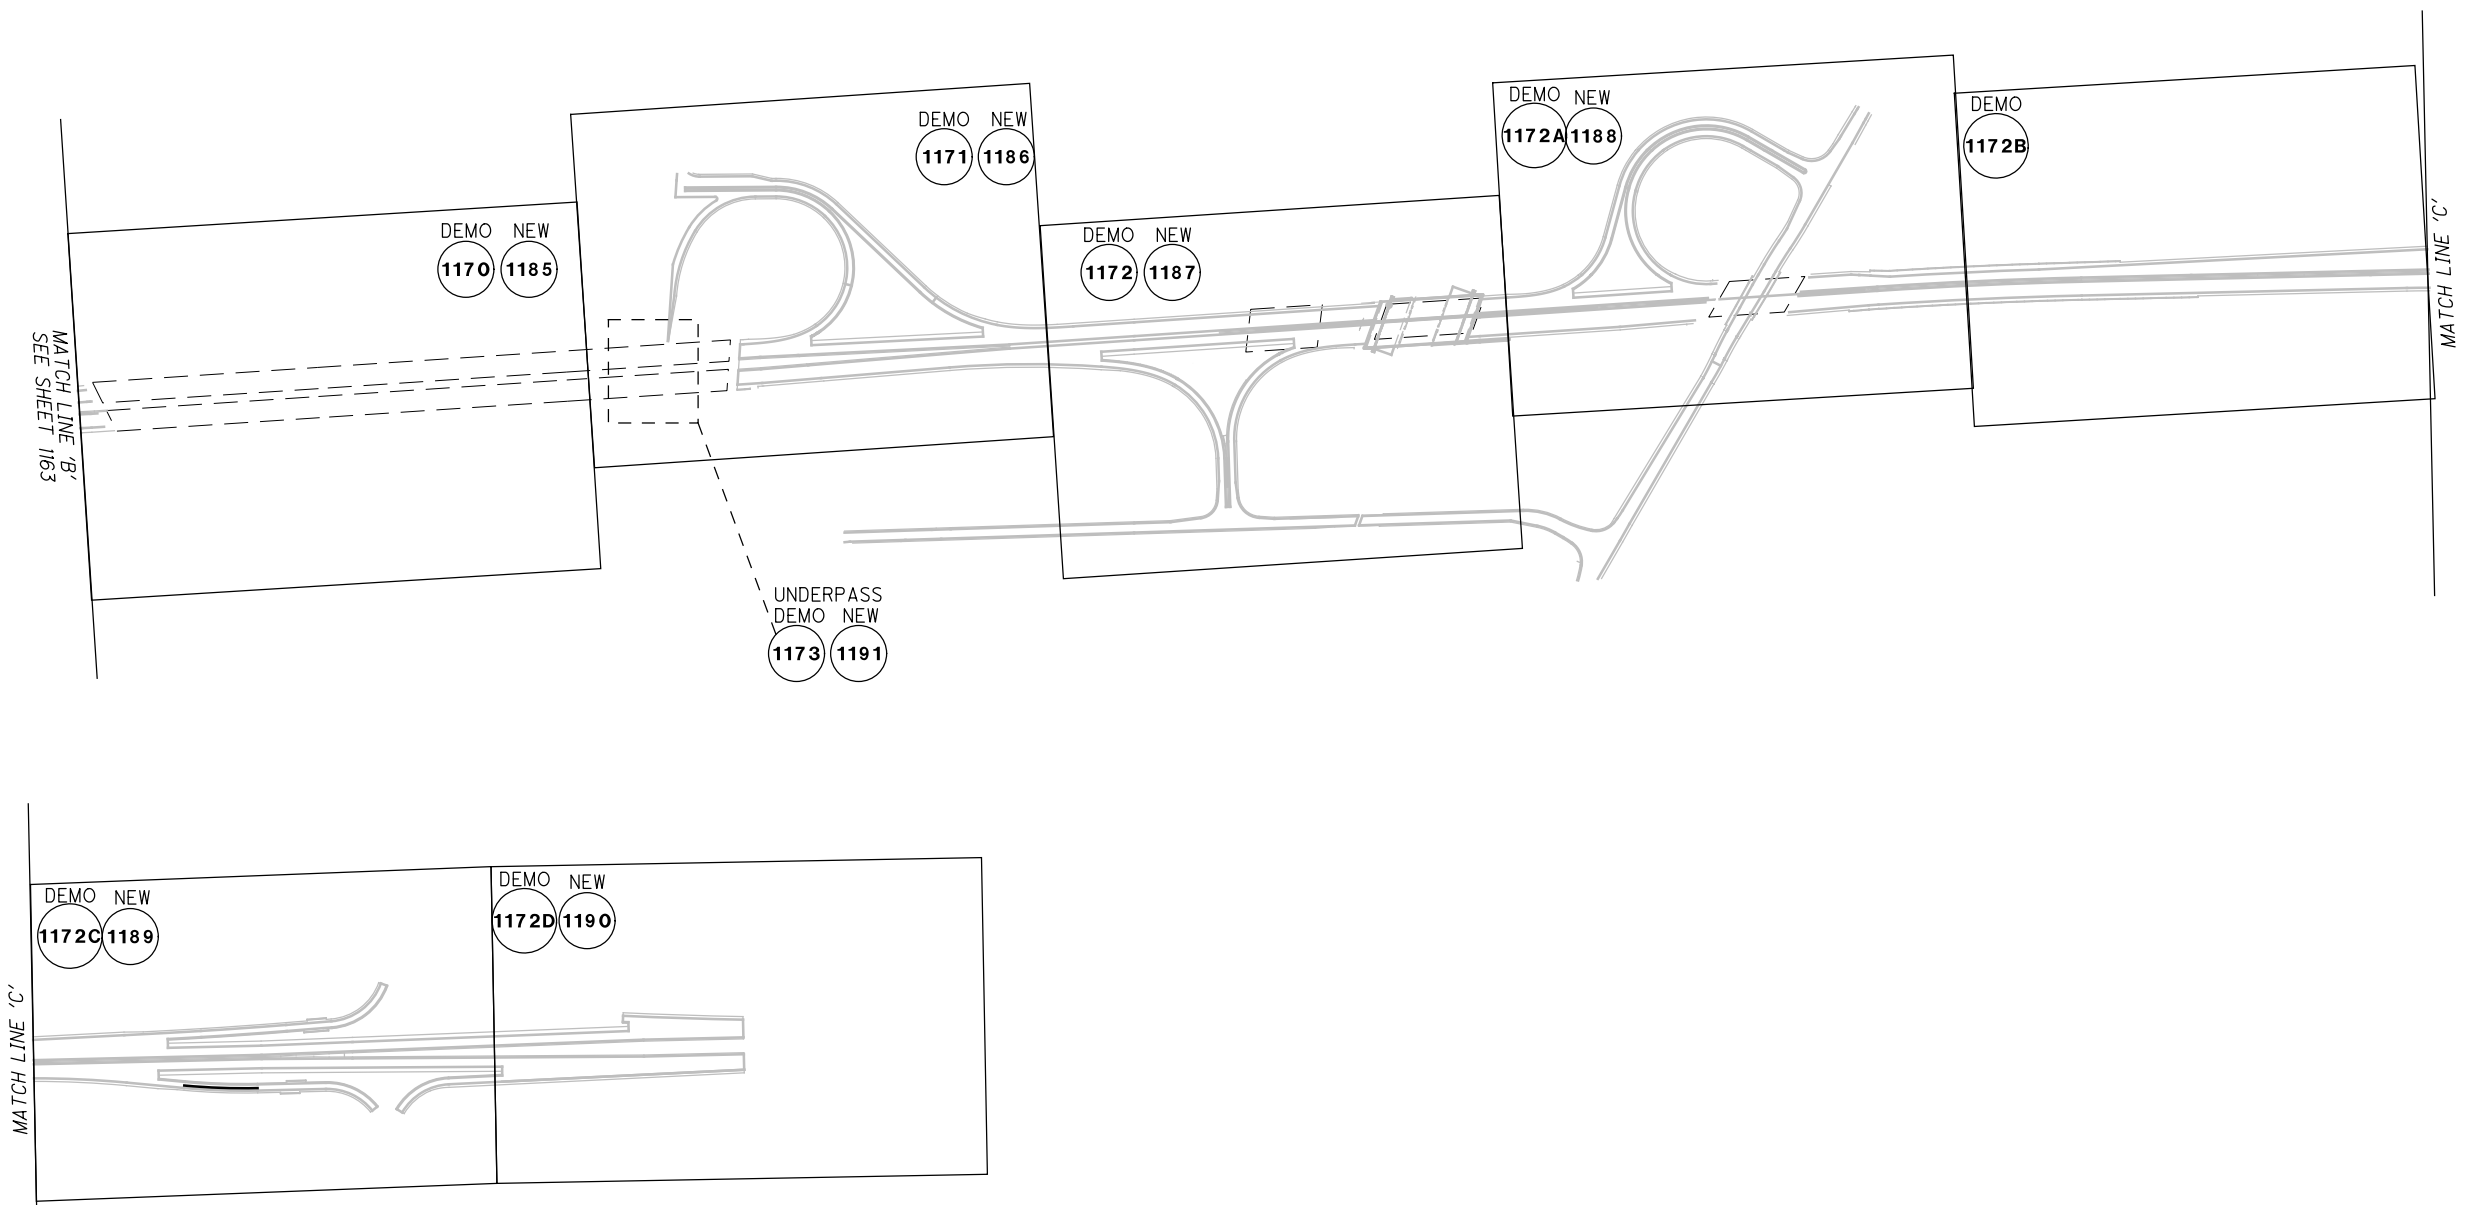 MATCH LINE 'B'
SEE SHEET 1163
DEMO NEW
1170 1185
DEMO NEW
1171 1186
DEMO NEW
1172 1187
DEMO NEW
1172A 1188
DEMO
1172B
MATCH LINE 'C'
UNDERPASS
DEMO NEW
1173 1191
MATCH LINE 'C'
DEMO NEW
1172C 1189
DEMO NEW
1172D 1190